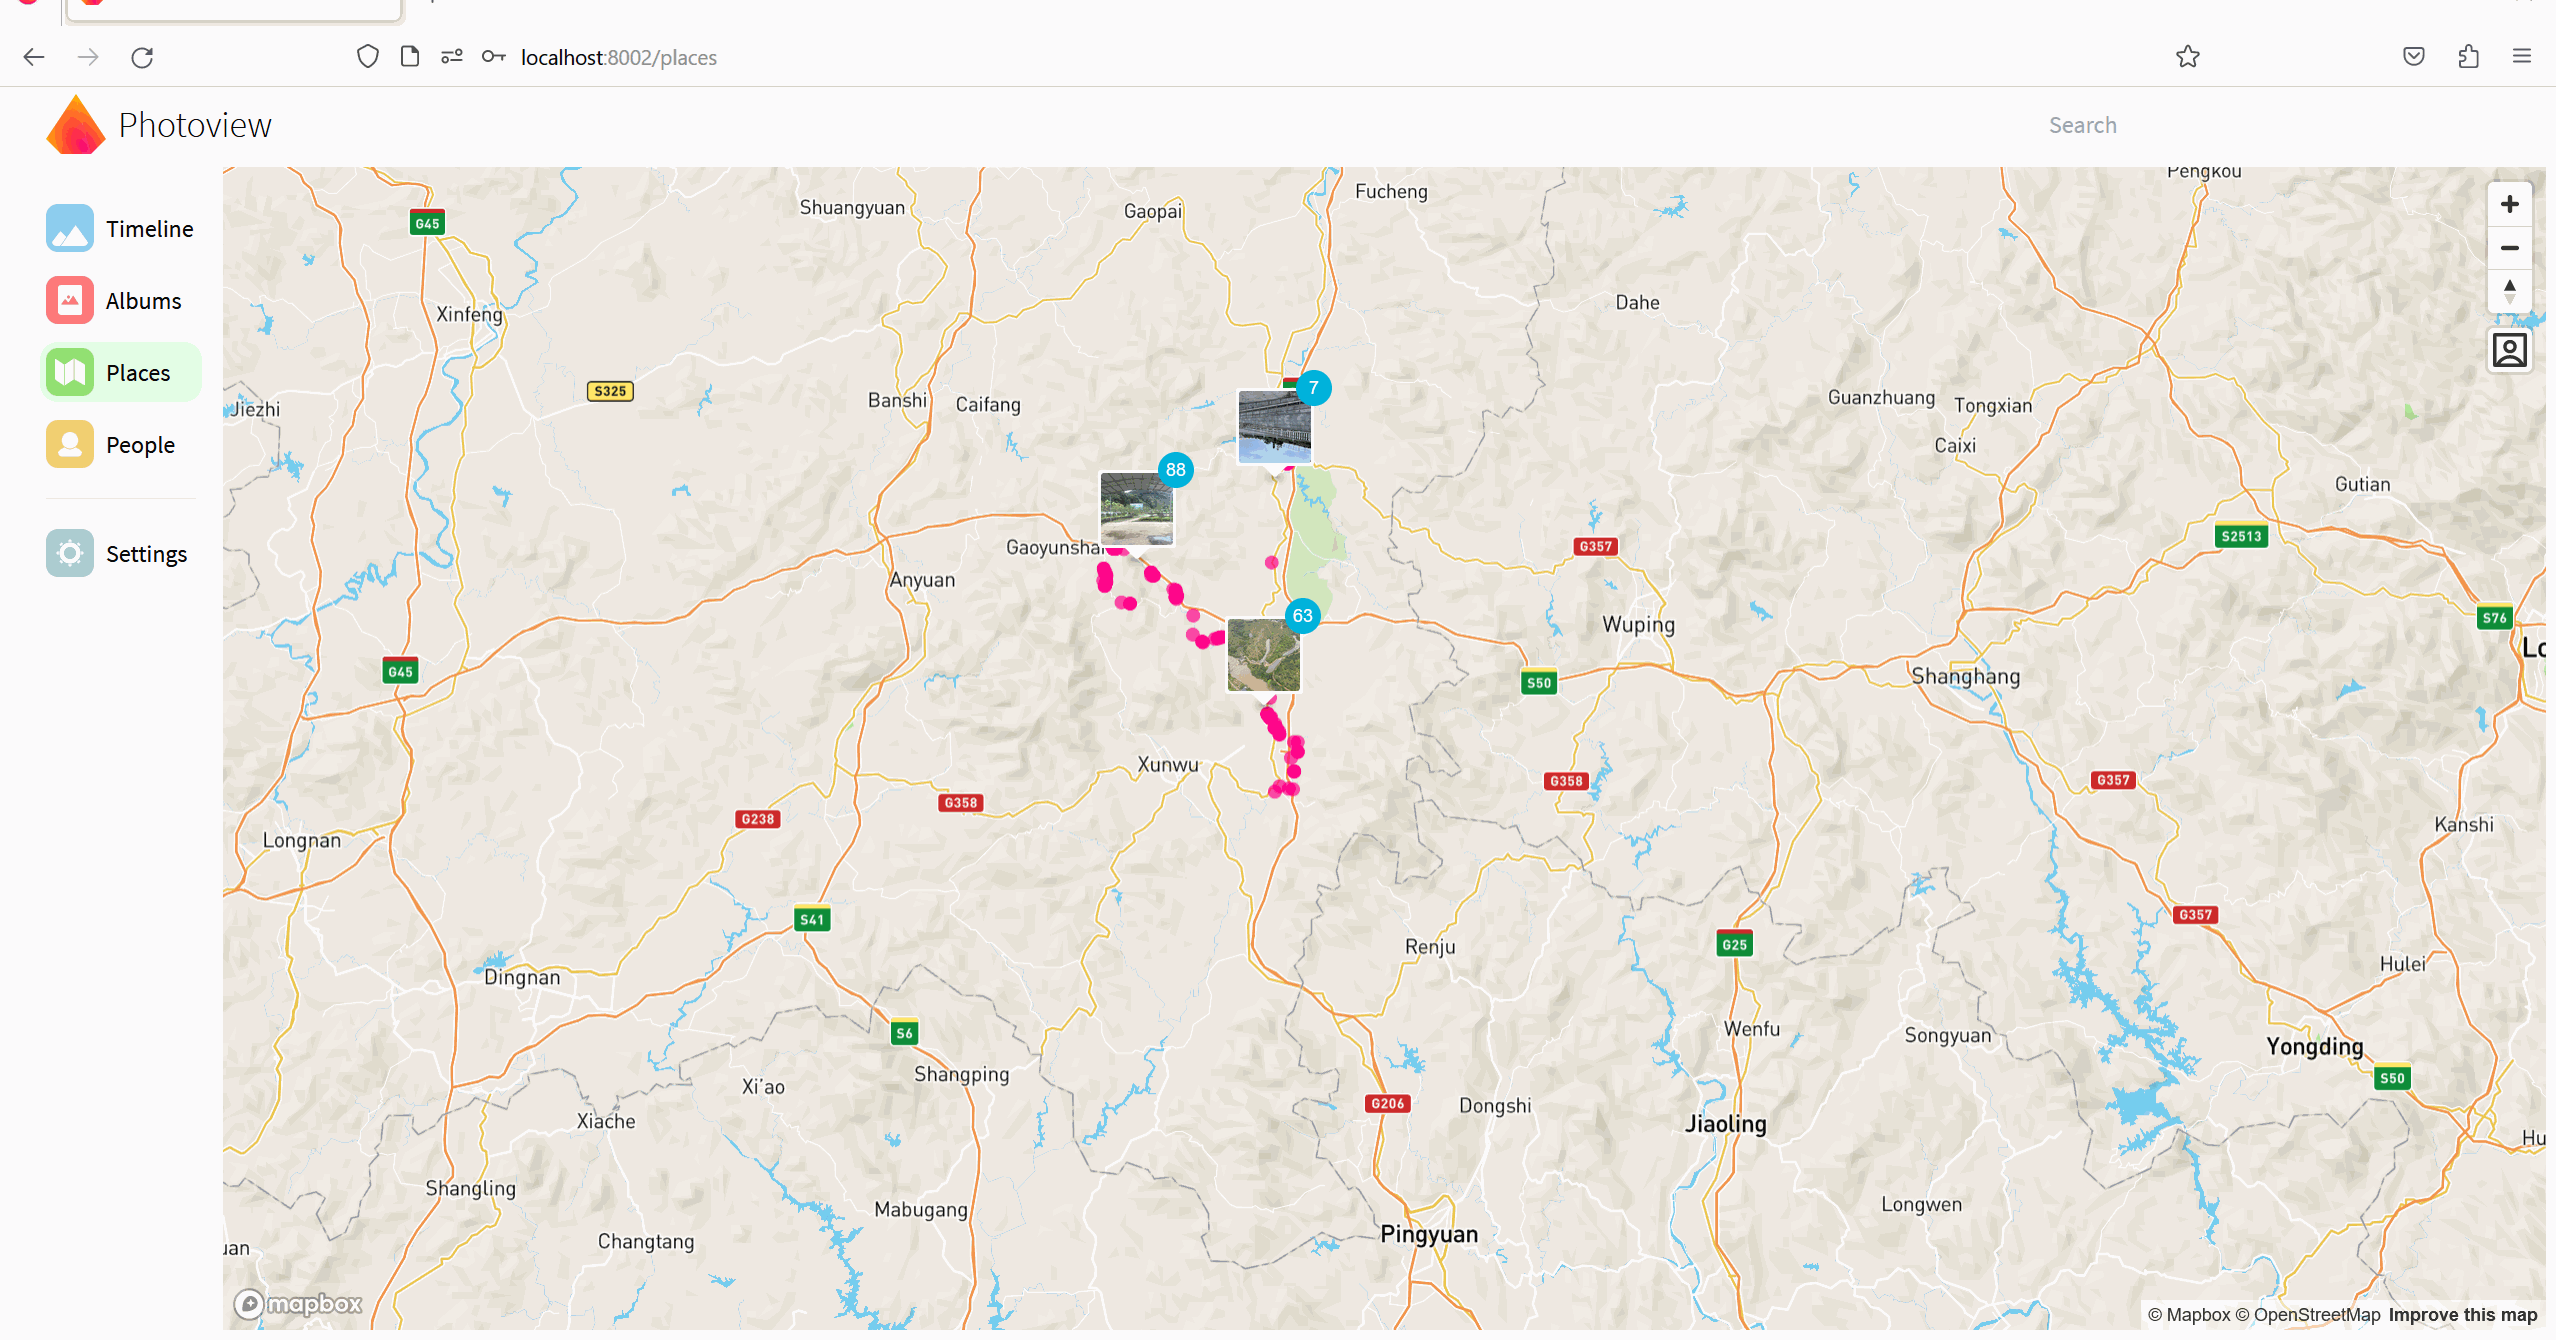 localhost:8002/places
Photoview
Search
Timeline
Albums
Places
People
Settings
Pengkou
Fucheng
Shuangyuan
Gaopai
G45
Dahe
Xinfeng
7
S325
Guanzhuang
Tongxian
Banshi
Caifang
Jiezhi
Caixi
88
Gutian
S2513
G357
Gaoyunsha
Anyuan
63
S76
Wuping
Lo
G45
Shanghang
S50
Xunwu
G358
G357
G358
G238
Kanshi
Longnan
G357
S41
G25
Renju
Hulei
Dingnan
Wenfu
S6
Songyuan
Yongding
Shangping
S50
Xi'ao
G206
Dongshi
Xiache
Jiaoling
Hu
Shangling
Longwen
Mabugang
Pingyuan
Changtang
uan
mapbox
© Mapbox © OpenStreetMap Improve this map